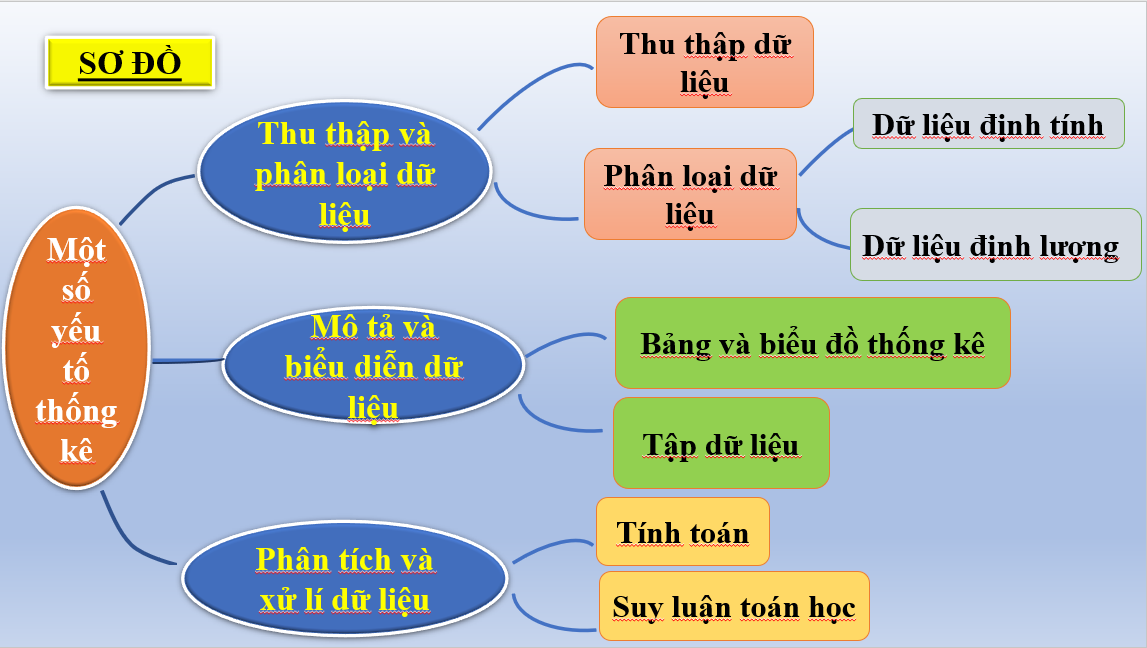 SƠ ĐỒ
Một
số
yếu
tố
thống
kê
Thu thập và
phân loại dữ
liệu
Thu thập dữ
liệu
Phân loại dữ
liệu
Dữ liệu định tính
Dữ liệu định lượng
Mô tả và
biểu diễn dữ
liệu
Bảng và biểu đồ thống kê
Tập dữ liệu
Phân tích và
xử lí dữ liệu
Tính toán
Suy luận toán học